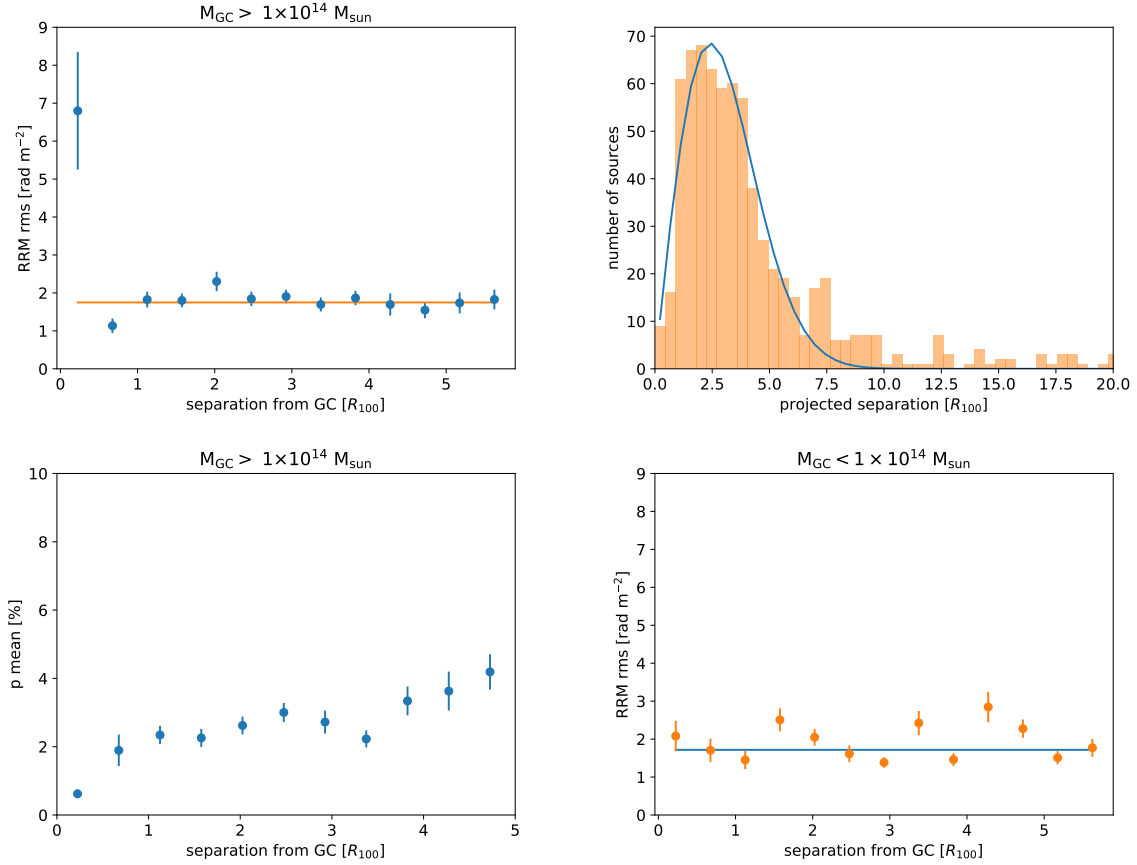 M_GC > 1×10^14 M_sun
9
8
7
6
5
4
3
2
1
0
RRM rms [rad m^−2]
0 1 2 3 4 5
separation from GC [R_100]
70
60
50
40
30
20
10
0
number of sources
0.0 2.5 5.0 7.5 10.0 12.5 15.0 17.5 20.0
projected separation [R_100]
M_GC > 1×10^14 M_sun
10
8
6
4
2
0
p mean [%]
0 1 2 3 4 5
separation from GC [R_100]
M_GC < 1 × 10^14 M_sun
9
8
7
6
5
4
3
2
1
0
RRM rms [rad m^−2]
0 1 2 3 4 5
separation from GC [R_100]